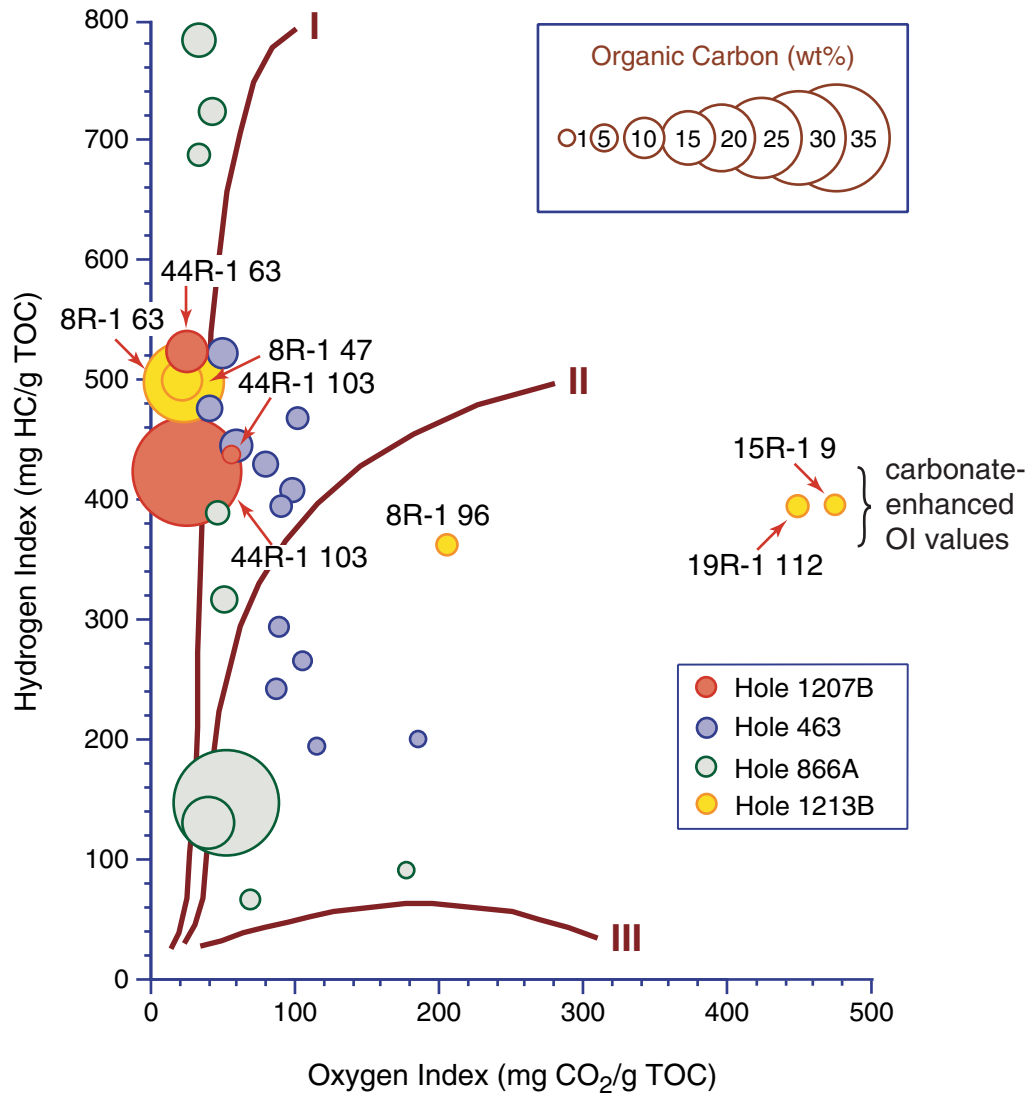 800
I
Organic Carbon (wt%)
1 5 10 15 20 25 30 35
700
600
44R-1 63
8R-1 63
8R-1 47
500
44R-1 103
II
15R-1 9
carbonate-
enhanced
OI values
400
8R-1 96
44R-1 103
19R-1 112
300
Hole 1207B
Hole 463
Hole 866A
Hole 1213B
200
100
III
0
0 100 200 300 400 500
Hydrogen Index (mg HC/g TOC)
Oxygen Index (mg CO₂/g TOC)